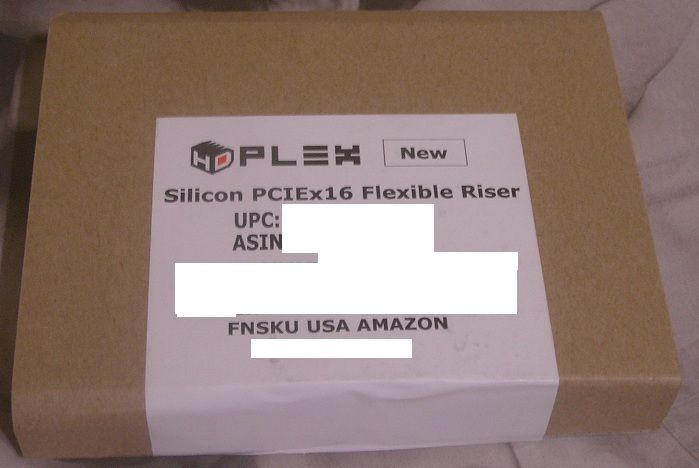 HDPLEX New
Silicon PCIEx16 Flexible Riser
UPC:
ASIN
FNSKU USA AMAZON